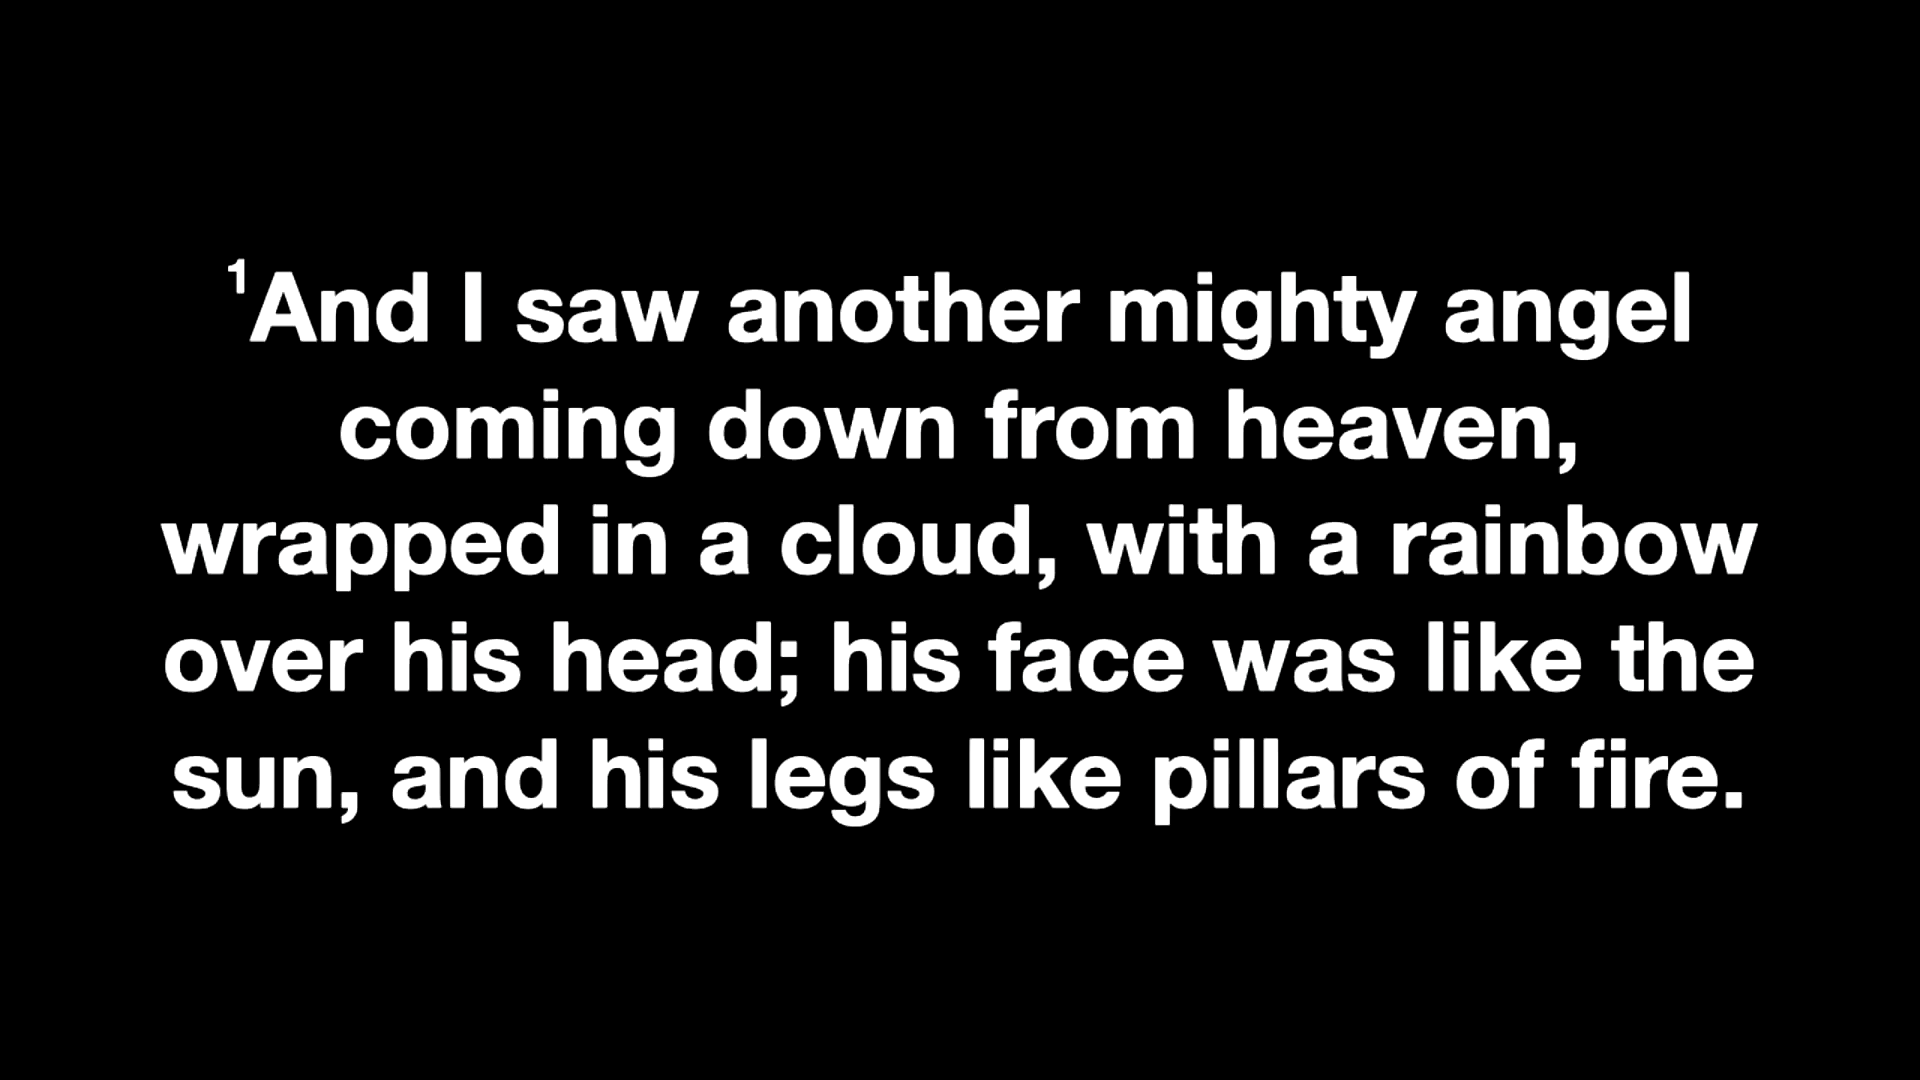 ¹And I saw another mighty angel
coming down from heaven,
wrapped in a cloud, with a rainbow
over his head; his face was like the
sun, and his legs like pillars of fire.